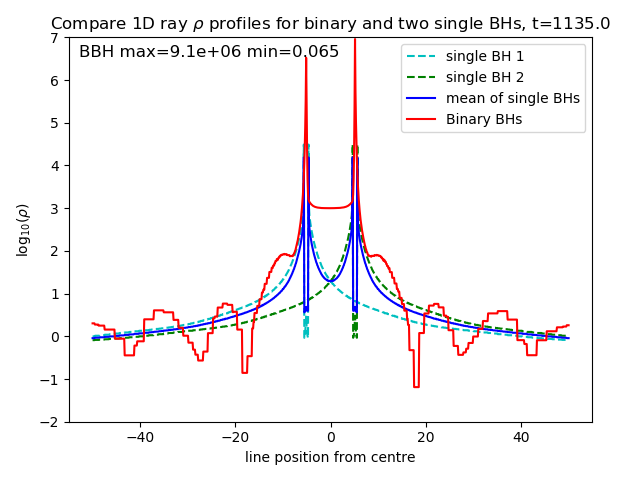 Compare 1D ray ρ profiles for binary and two single BHs, t=1135.0
BBH max=9.1e+06 min=0.065
single BH 1
single BH 2
mean of single BHs
Binary BHs
7
6
5
4
3
2
1
0
−1
−2
log10(ρ)
−40 −20 0 20 40
line position from centre